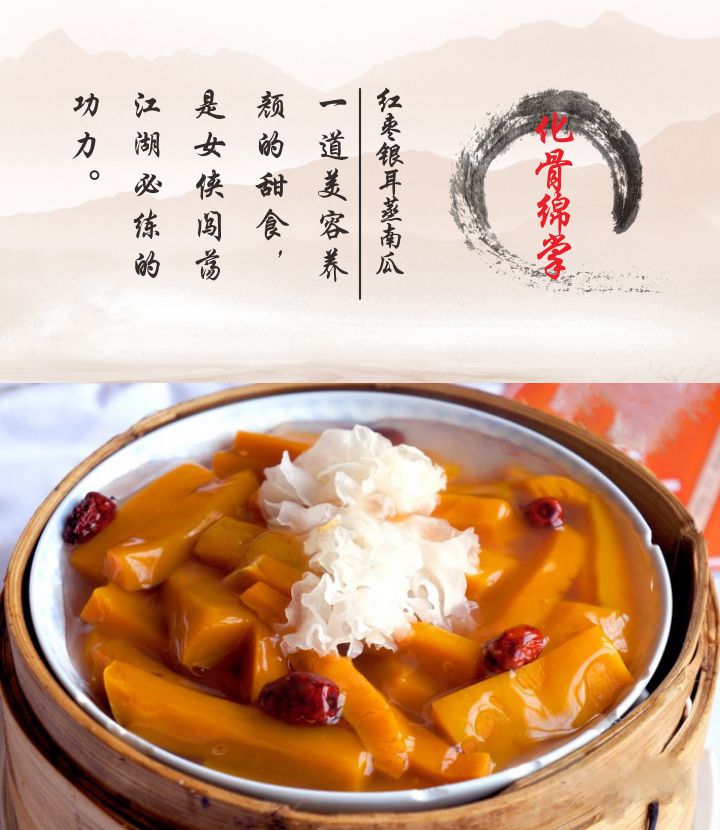 化骨绵掌
红枣银耳蒸南瓜
一道美容养
颜的甜食，
是女侠闯荡
江湖必练的
功力。